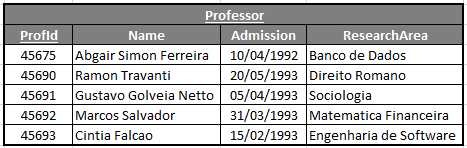 Professor
ProfId Name Admission ResearchArea
45675 Abgair Simon Ferreira 10/04/1992 Banco de Dados
45690 Ramon Travanti 20/05/1993 Direito Romano
45691 Gustavo Golveia Netto 05/04/1993 Sociologia
45692 Marcos Salvador 31/03/1993 Matematica Financeira
45693 Cintia Falcao 15/02/1993 Engenharia de Software